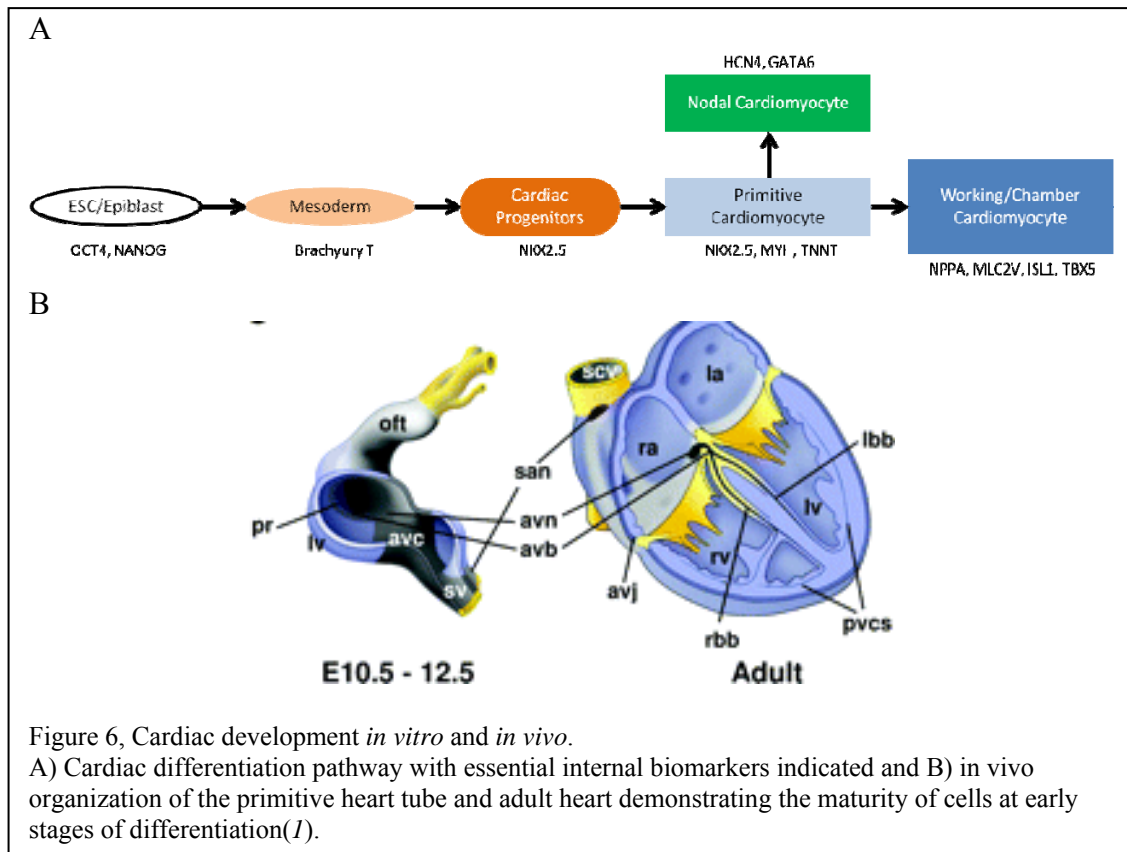 A
HCN4, GATA6
Nodal Cardiomyocyte
ESC/Epiblast
Mesoderm
Cardiac
Progenitors
Primitive
Cardiomyocyte
Working/Chamber
Cardiomyocyte
OCT4, NANOG
Brachyury T
NKX2.5
NKX2.5, , TNNT
NPPA, MLC2V, ISL1, TBX5
B
scv
la
oft
ra
lbb
san
lv
pr
avn
lv
avc
avb
rv
sv
avj
pvcs
rbb
E10.5 - 12.5
Adult
Figure 6, Cardiac development in vitro and in vivo.
A) Cardiac differentiation pathway with essential internal biomarkers indicated and B) in vivo
organization of the primitive heart tube and adult heart demonstrating the maturity of cells at early
stages of differentiation(1).